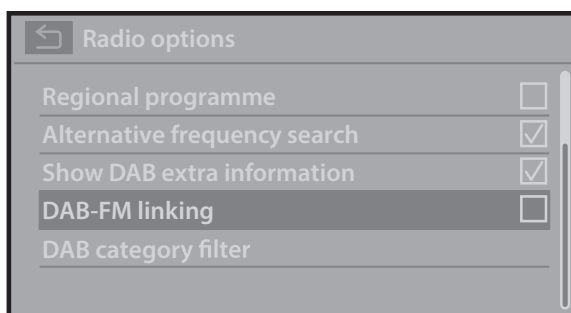 Radio options
Regional programme
Alternative frequency search
Show DAB extra information
DAB-FM linking
DAB category filter